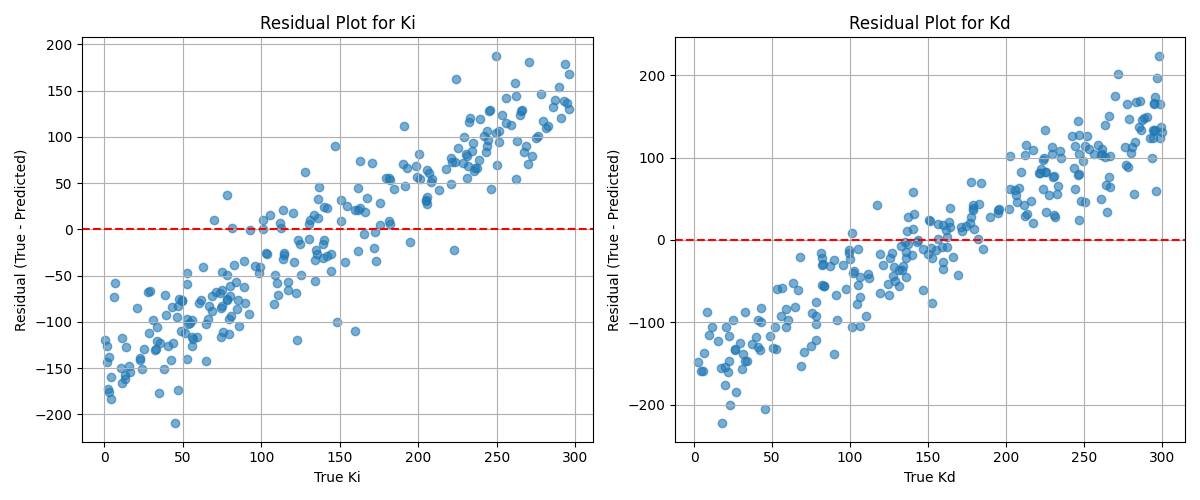 Residual Plot for Ki
Residual (True - Predicted)
200
150
100
50
0
−50
−100
−150
−200
0 50 100 150 200 250 300
True Ki
Residual Plot for Kd
Residual (True - Predicted)
200
100
0
−100
−200
0 50 100 150 200 250 300
True Kd